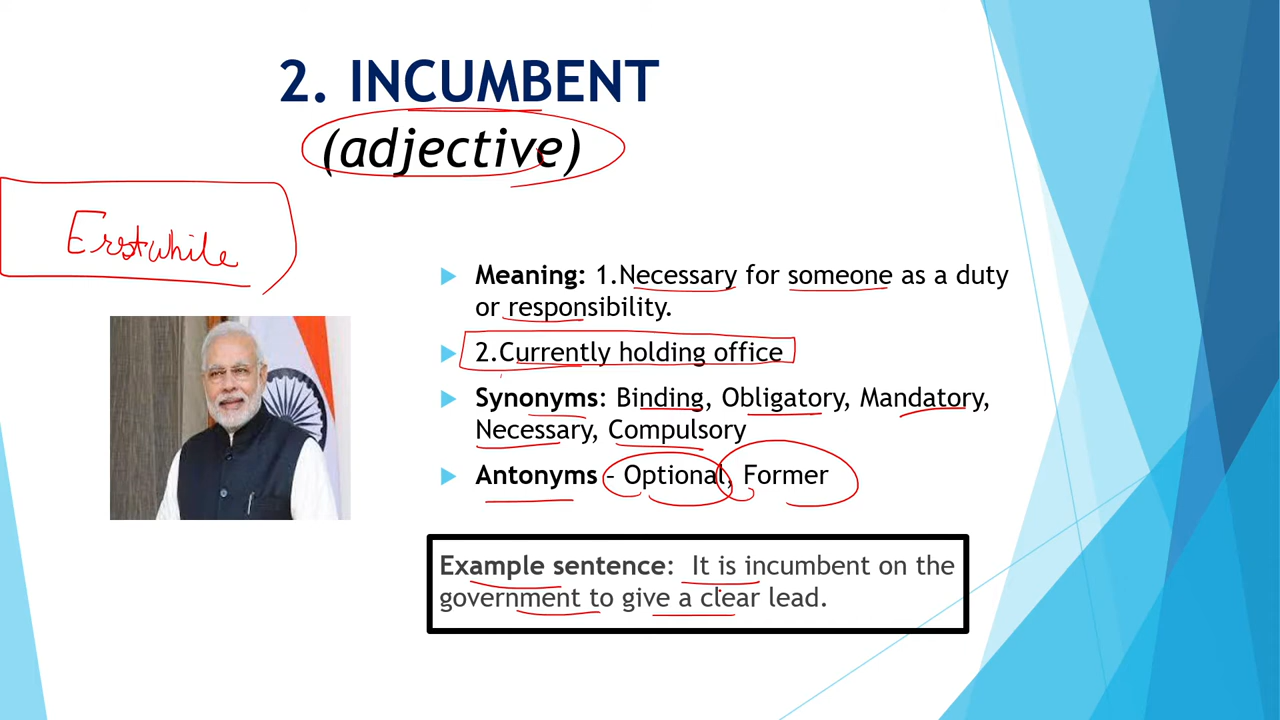 2. INCUMBENT
(adjective)
Erstwhile
Meaning: 1.Necessary for someone as a duty
or responsibility.
2.Currently holding office
Synonyms: Binding, Obligatory, Mandatory,
Necessary, Compulsory
Antonyms – Optional, Former
Example sentence: It is incumbent on the
government to give a clear lead.